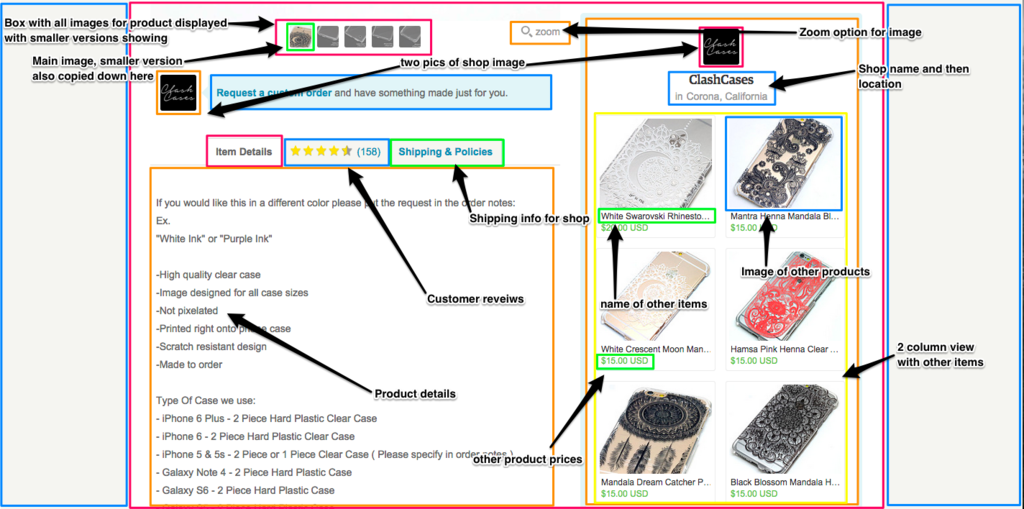 Box with all images for product displayed
with smaller versions showing
Main image, smaller version
also copied down here
zoom
Zoom option for image
two pics of shop image
Clash
Cases
Clash
Cases
Shop name and then
location
ClashCases
in Corona, California
Request a custom order and have something made just for you.
Item Details
(158)
Shipping & Policies
If you would like this in a different color please put the request in the order notes:
Ex.
"White Ink" or "Purple Ink"
-High quality clear case
-Image designed for all case sizes
-Not pixelated
-Printed right onto phone case
-Scratch resistant design
-Made to order
Type Of Case we use:
- iPhone 6 Plus - 2 Piece Hard Plastic Clear Case
- iPhone 6 - 2 Piece Hard Plastic Clear Case
- iPhone 5 & 5s - 2 Piece or 1 Piece Clear Case ( Please specify in order notes )
- Galaxy Note 4 - 2 Piece Hard Plastic Case
- Galaxy S6 - 2 Piece Hard Plastic Case
Shipping info for shop
Customer reveiws
Product details
White Swarovski Rhinesto...
$20.00 USD
Mantra Henna Mandala Bl...
$15.00 USD
Image of other products
name of other items
White Crescent Moon Man...
$15.00 USD
Hamsa Pink Henna Clear ...
$15.00 USD
2 column view
with other items
other product prices
Mandala Dream Catcher P...
$15.00 USD
Black Blossom Mandala H...
$15.00 USD